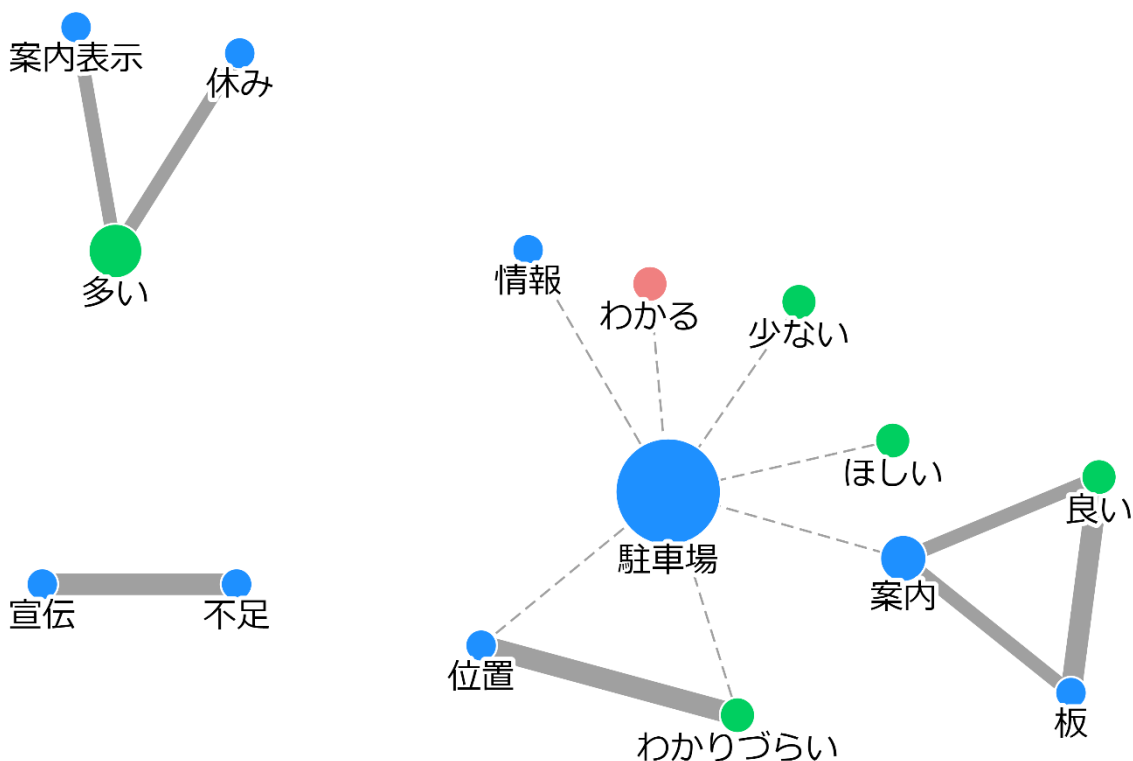 案内表示
休み
多い
情報
わかる
少ない
ほしい
良い
駐車場
案内
宣伝
不足
位置
板
わかりづらい